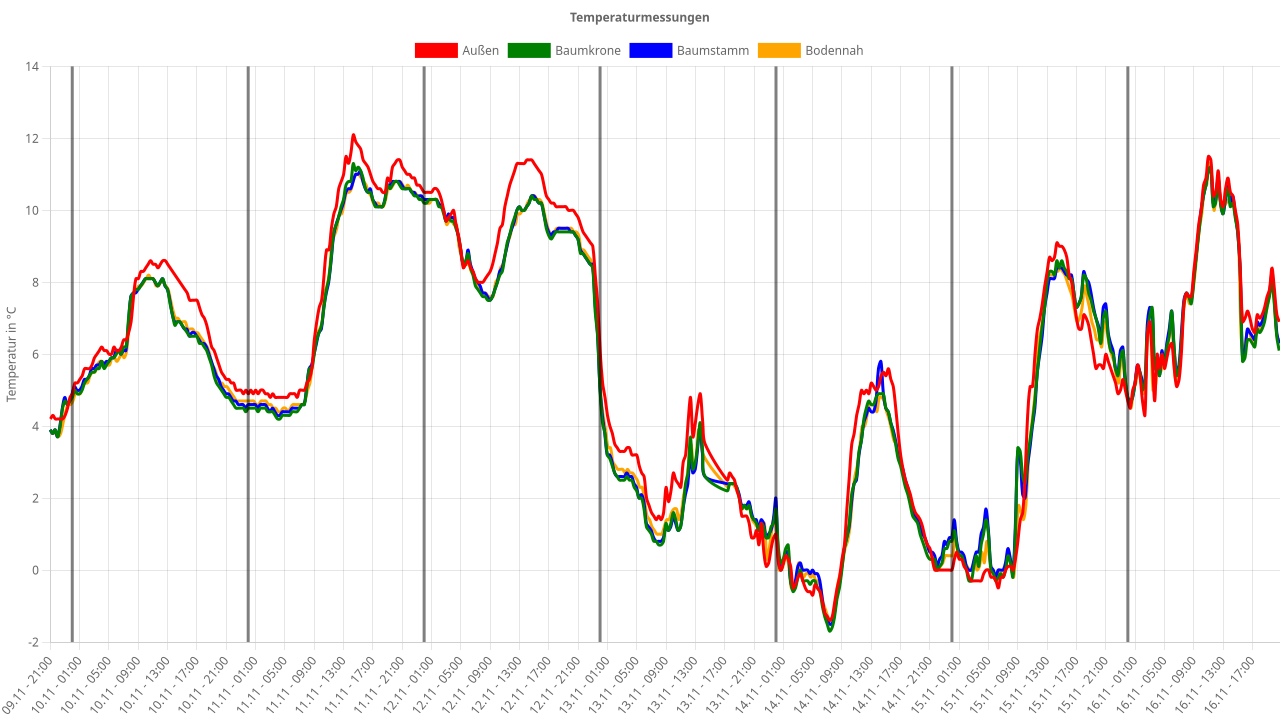 Temperaturmessungen
Außen Baumkrone Baumstamm Bodennah
Temperatur in °C
14
12
10
8
6
4
2
0
-2
09.11 - 21:00
10.11 - 01:00
10.11 - 05:00
10.11 - 09:00
10.11 - 13:00
10.11 - 17:00
10.11 - 21:00
11.11 - 01:00
11.11 - 05:00
11.11 - 09:00
11.11 - 13:00
11.11 - 17:00
11.11 - 21:00
12.11 - 01:00
12.11 - 05:00
12.11 - 09:00
12.11 - 13:00
12.11 - 17:00
12.11 - 21:00
13.11 - 01:00
13.11 - 05:00
13.11 - 09:00
13.11 - 13:00
13.11 - 17:00
13.11 - 21:00
14.11 - 01:00
14.11 - 05:00
14.11 - 09:00
14.11 - 13:00
14.11 - 17:00
14.11 - 21:00
15.11 - 01:00
15.11 - 05:00
15.11 - 09:00
15.11 - 13:00
15.11 - 17:00
15.11 - 21:00
16.11 - 01:00
16.11 - 05:00
16.11 - 09:00
16.11 - 13:00
16.11 - 17:00